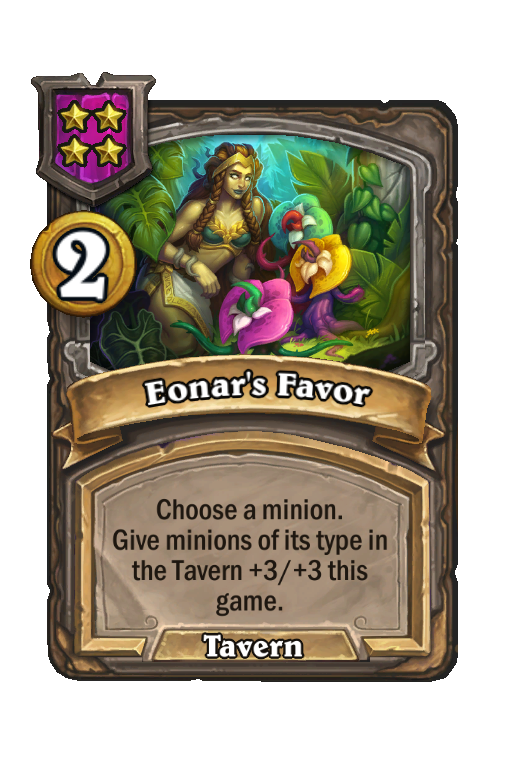 2
Eonar's Favor
Choose a minion.
Give minions of its type in
the Tavern +3/+3 this
game.
Tavern